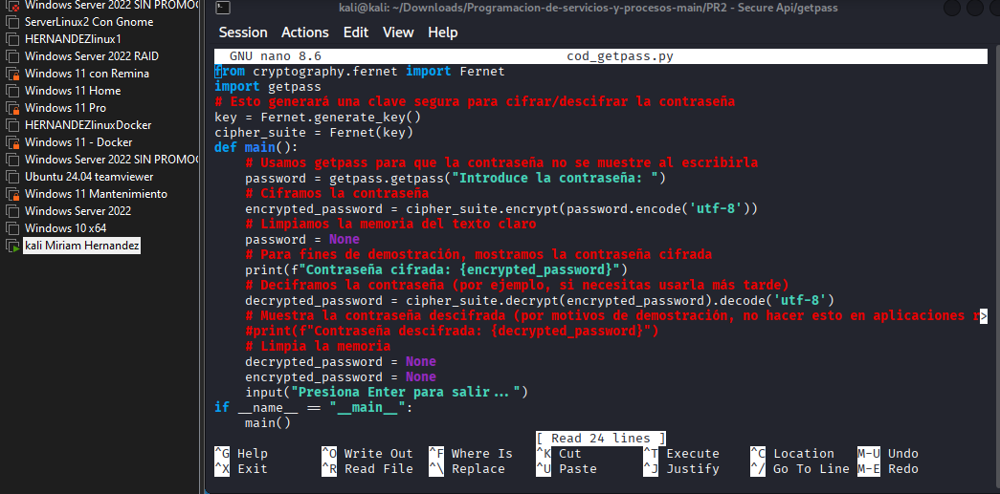 Windows Server 2022 SIN PROMO
ServerLinux2 Con Gnome
HERNANDEZlinux1
Windows Server 2022 RAID
Windows 11 con Remina
Windows 11 Home
Windows 11 Pro
HERNANDEZlinuxDocker
Windows 11 - Docker
Windows Server 2022 SIN PROMO
Ubuntu 24.04 teamviewer
Windows 11 Mantenimiento
Windows Server 2022
Windows 10 x64
kali Miriam Hernandez
kali@kali: ~/Downloads/Programacion-de-servicios-y-procesos-main/PR2 - Secure Api/getpass
Session Actions Edit View Help
GNU nano 8.6 cod_getpass.py
from cryptography.fernet import Fernet
import getpass
# Esto generará una clave segura para cifrar/descifrar la contraseña
key = Fernet.generate_key()
cipher_suite = Fernet(key)
def main():
    # Usamos getpass para que la contraseña no se muestre al escribirla
    password = getpass.getpass("Introduce la contraseña: ")
    # Ciframos la contraseña
    encrypted_password = cipher_suite.encrypt(password.encode('utf-8'))
    # Limpiamos la memoria del texto claro
    password = None
    # Para fines de demostración, mostramos la contraseña cifrada
    print(f"Contraseña cifrada: {encrypted_password}")
    # Deciframos la contraseña (por ejemplo, si necesitas usarla más tarde)
    decrypted_password = cipher_suite.decrypt(encrypted_password).decode('utf-8')
    # Muestra la contraseña descifrada (por motivos de demostración, no hacer esto en aplicaciones r>
    #print(f"Contraseña descifrada: {decrypted_password}")
    # Limpia la memoria
    decrypted_password = None
    encrypted_password = None
    input("Presiona Enter para salir...")
if __name__ == "__main__":
    main()
[ Read 24 lines ]
^G Help ^O Write Out ^F Where Is ^K Cut ^T Execute ^C Location M-U Undo
^X Exit ^R Read File ^\ Replace ^U Paste ^J Justify ^/ Go To Line M-E Redo